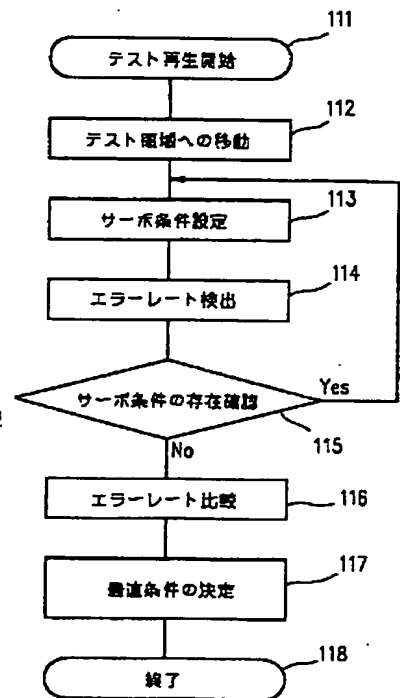 111
テスト再生開始
112
テスト領域への移動
113
サーボ条件設定
114
エラーレート検出
サーボ条件の存在確認
Yes
115
No
エラーレート比較
116
117
最適条件の決定
118
終了